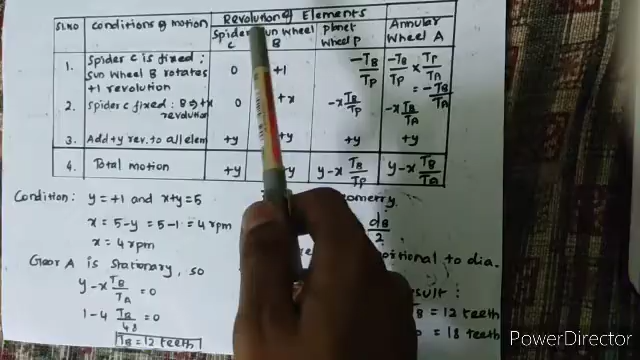 SL.NO Conditions of motion Revolution of Elements
Spider C Sun Wheel B Planet Wheel P Annular Wheel A
1. Spider C is fixed; Sun Wheel B rotates +1 revolution 0 +1 -TB/TP -TB/TP × TP/TA = -TB/TA
2. Spider C fixed: B → +x revolution 0 +x -x TB/TP -x TB/TA
3. Add +y rev. to all elem +y +y +y +y
4. Total motion +y y y-x TB/TP y-x TB/TA
Condition: y = +1 and x+y = 5
x = 5-y = 5-1 = 4 rpm
x = 4 rpm
Gear A is Stationary, so
y-x TB/TA = 0
1-4 TB/48 = 0
TB = 12 teeth
ometry,
dB/2
tional to dia.
sult:
B = 12 teeth
= 18 teeth
PowerDirector